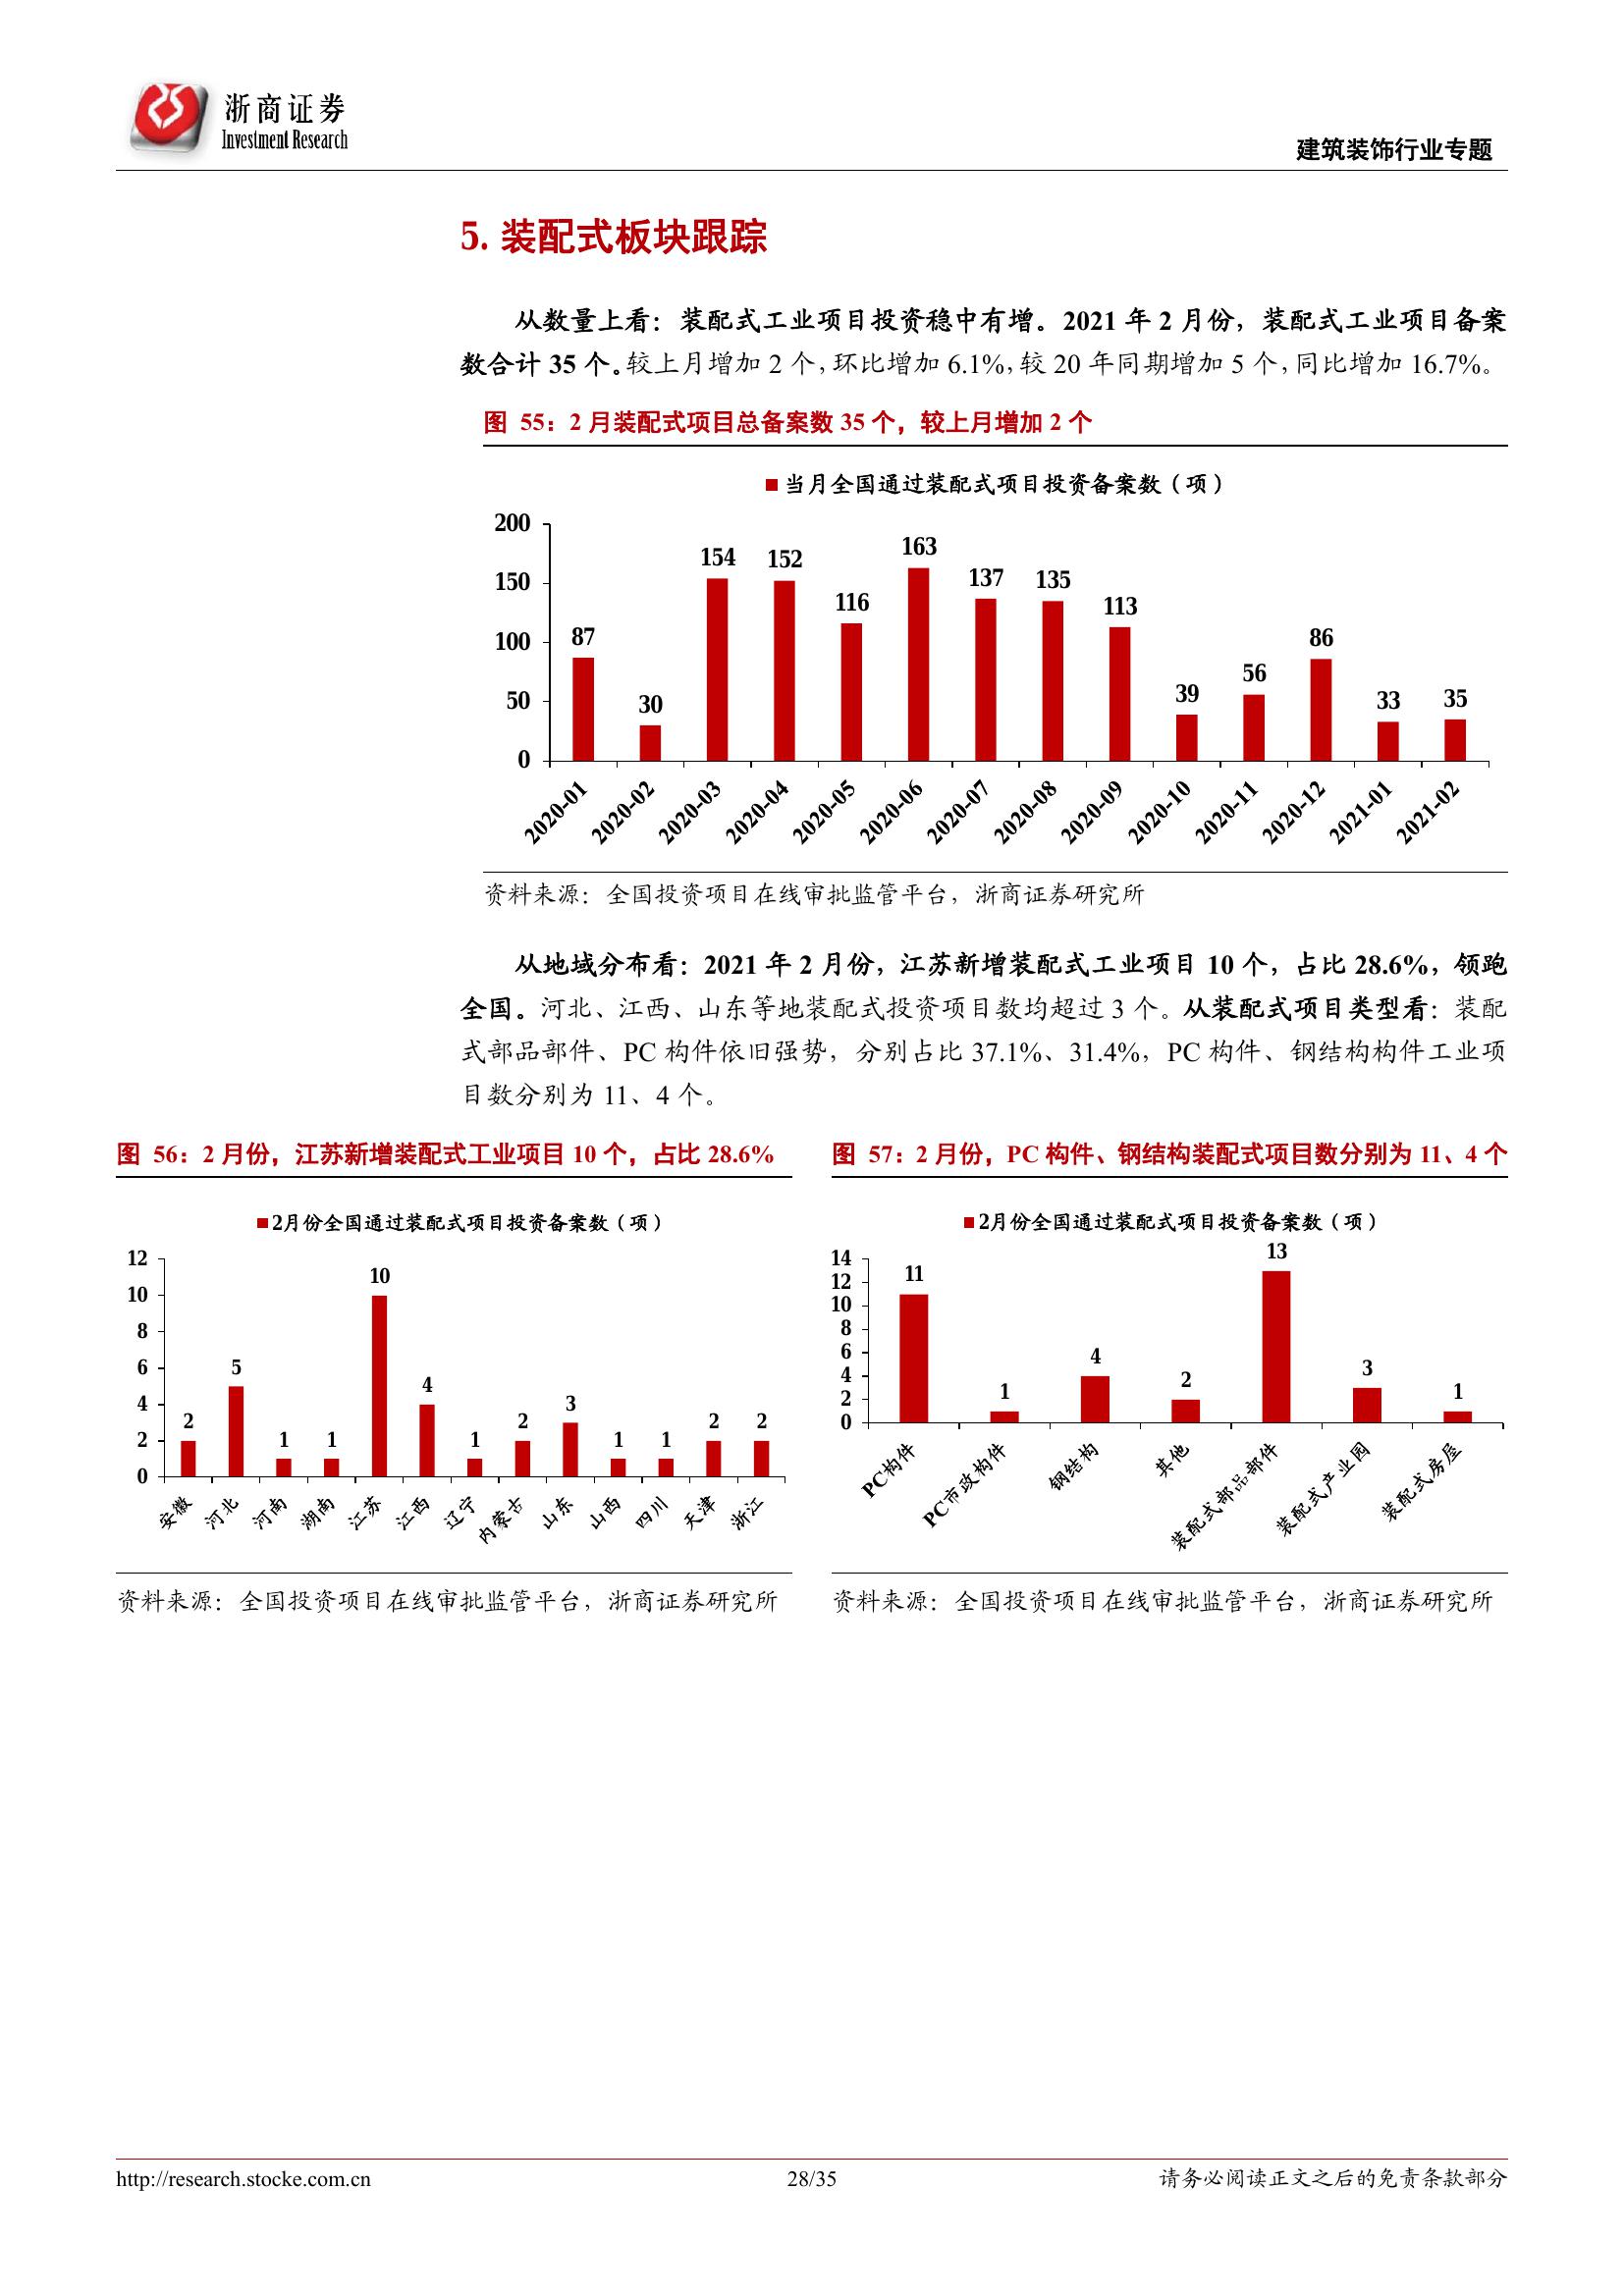 浙商证券
Investment Research
建筑装饰行业专题
5. 装配式板块跟踪
从数量上看：装配式工业项目投资稳中有增。2021 年 2 月份，装配式工业项目备案
数合计 35 个。较上月增加 2 个，环比增加 6.1%，较 20 年同期增加 5 个，同比增加 16.7%。
图 55：2 月装配式项目总备案数 35 个，较上月增加 2 个
当月全国通过装配式项目投资备案数（项）
200
150
100
50
0
87
30
154
152
116
163
137
135
113
39
56
86
33
35
2020-01
2020-02
2020-03
2020-04
2020-05
2020-06
2020-07
2020-08
2020-09
2020-10
2020-11
2020-12
2021-01
2021-02
资料来源：全国投资项目在线审批监管平台，浙商证券研究所
从地域分布看：2021 年 2 月份，江苏新增装配式工业项目 10 个，占比 28.6%，领跑
全国。河北、江西、山东等地装配式投资项目数均超过 3 个。从装配式项目类型看：装配
式部品部件、PC 构件依旧强势，分别占比 37.1%、31.4%，PC 构件、钢结构构件工业项
目数分别为 11、4 个。
图 56：2 月份，江苏新增装配式工业项目 10 个，占比 28.6%
2月份全国通过装配式项目投资备案数（项）
12
10
8
6
4
2
0
2
5
1
1
10
4
1
2
3
1
1
2
2
安徽
河北
河南
湖南
江苏
江西
辽宁
内蒙古
山东
山西
四川
天津
浙江
资料来源：全国投资项目在线审批监管平台，浙商证券研究所
图 57：2 月份，PC 构件、钢结构装配式项目数分别为 11、4 个
2月份全国通过装配式项目投资备案数（项）
14
12
10
8
6
4
2
0
11
1
4
2
13
3
1
PC构件
PC市政构件
钢结构
其他
装配式部品部件
装配式产业园
装配式房屋
资料来源：全国投资项目在线审批监管平台，浙商证券研究所
http://research.stocke.com.cn
28/35
请务必阅读正文之后的免责条款部分